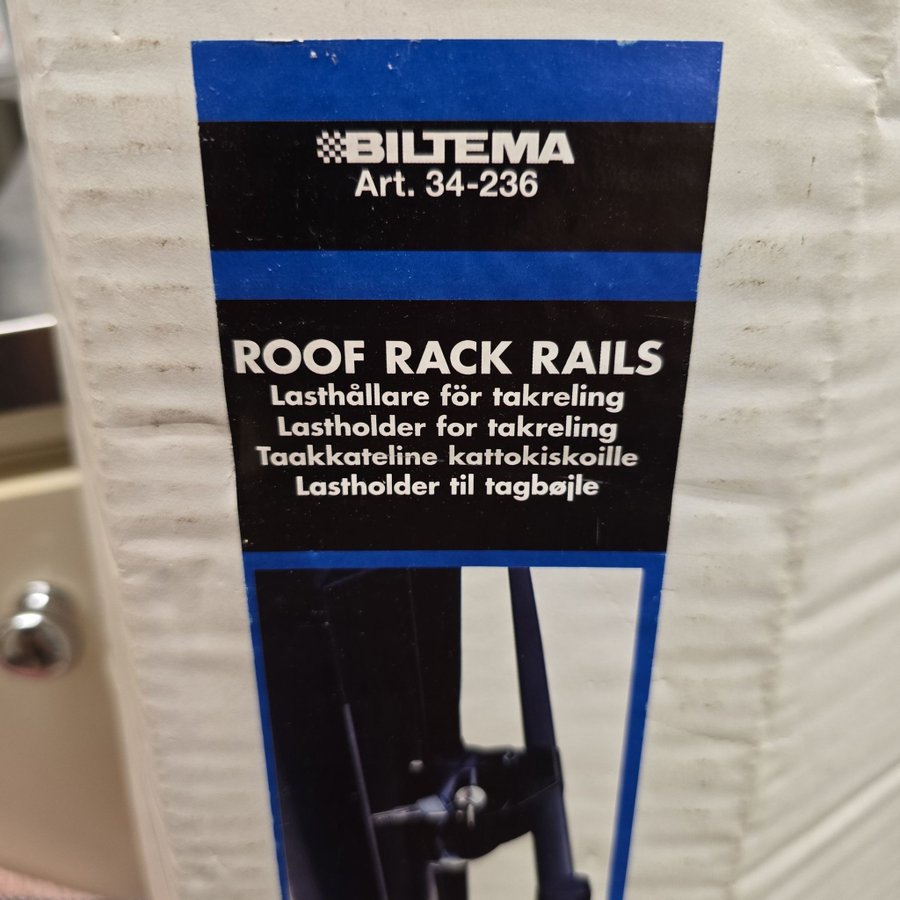 BILTEMA
Art. 34-236
ROOF RACK RAILS
Lasthållare för takreling
Lastholder for takreling
Taakkateline kattokiskoille
Lastholder til tagbøjle